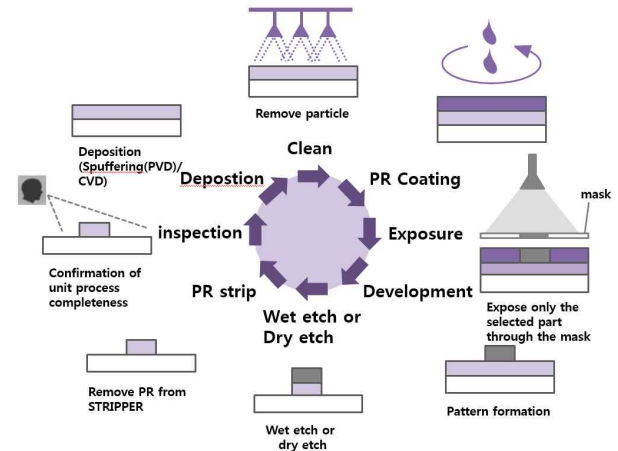 Remove particle
Deposition
(Spuffering(PVD)/
CVD)
Clean
Depostion
PR Coating
mask
inspection
Exposure
Confirmation of
unit process
completeness
PR strip
Development
Expose only the
selected part
through the mask
Wet etch or
Dry etch
Remove PR from
STRIPPER
Wet etch or
dry etch
Pattern formation